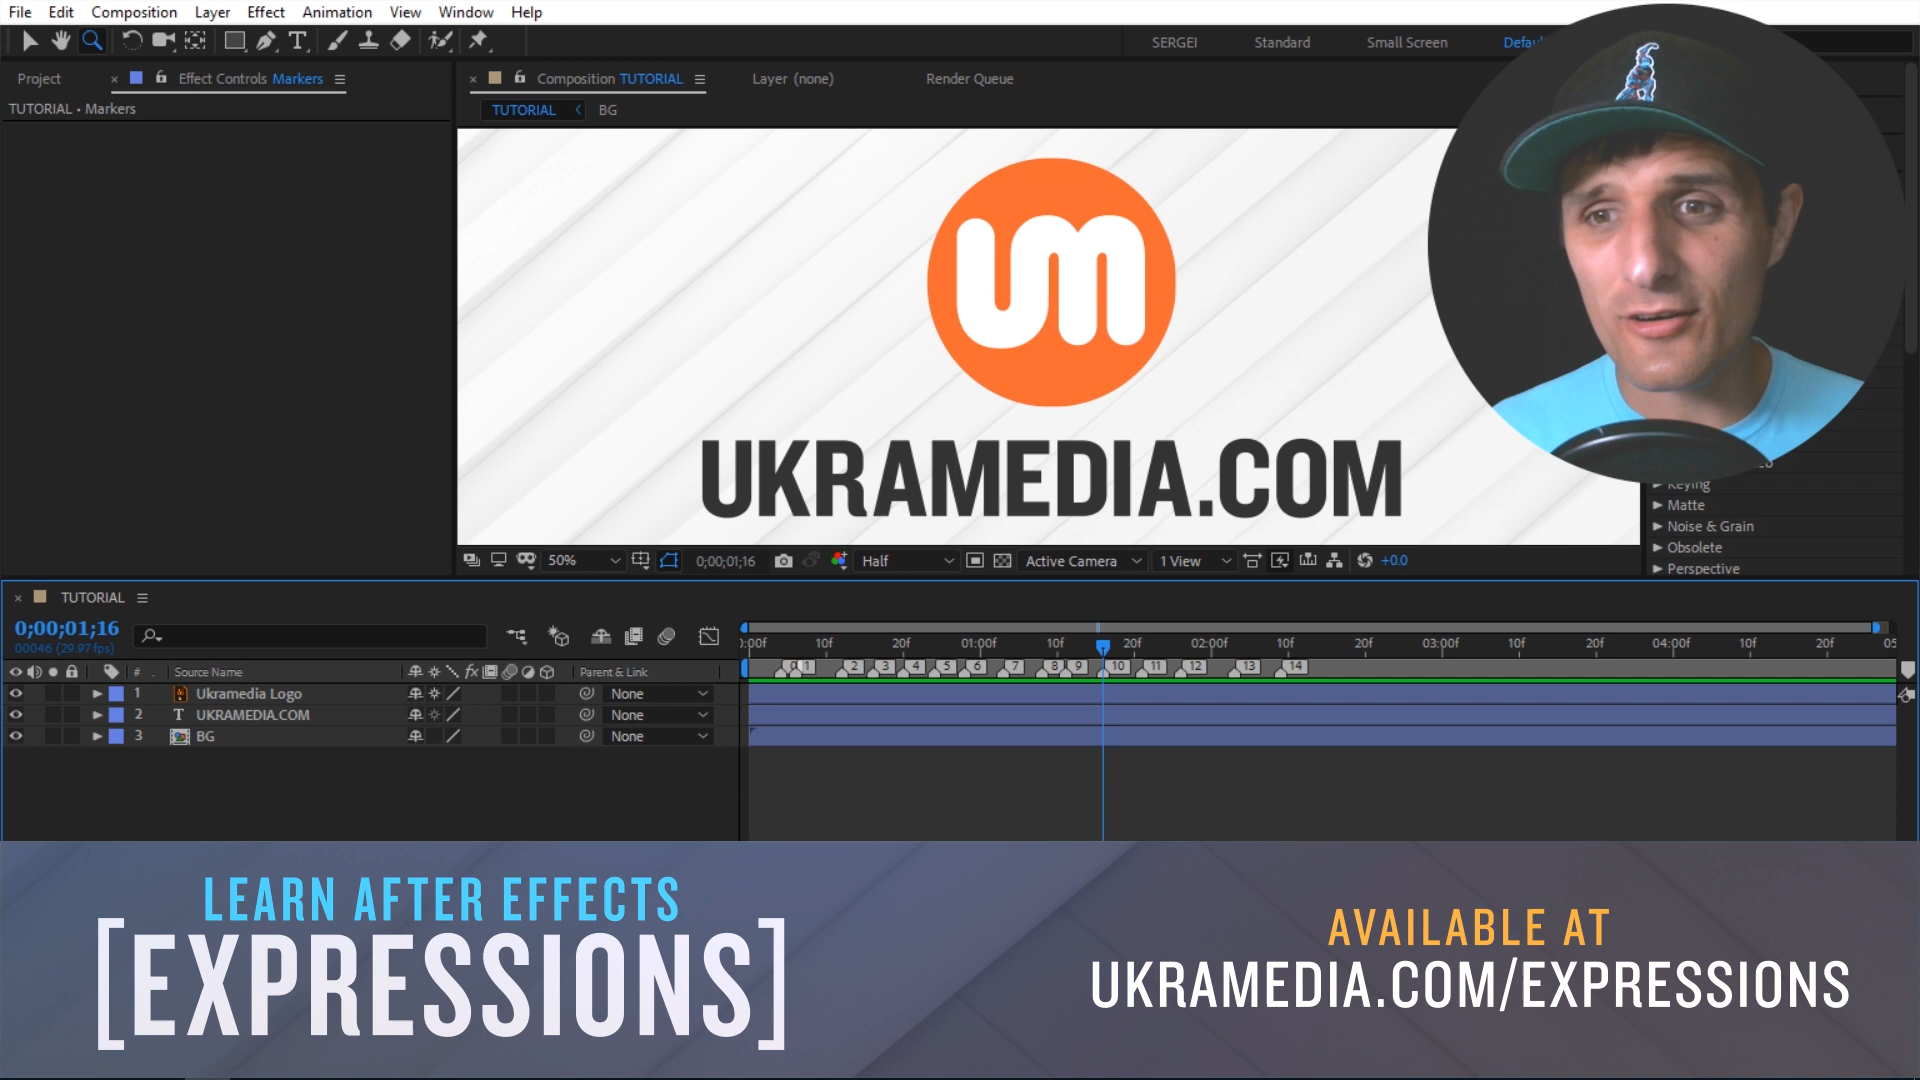 File Edit Composition Layer Effect Animation View Window Help
SERGEI Standard Small Screen
Project × Effect Controls Markers ≡ × Composition TUTORIAL ≡ Layer (none) Render Queue
TUTORIAL • Markers
TUTORIAL < BG
um
UKRAMEDIA.COM
Keying
Matte
Noise & Grain
Obsolete
Perspective
50% 0;00;01;16 Half Active Camera 1 View +0.0
× TUTORIAL ≡
0;00;01;16
00046 (29.97 fps)
:00f 10f 20f 01:00f 10f 20f 02:00f 10f 20f 03:00f 10f 20f 04:00f 10f 20f 05
# Source Name fx Parent & Link
0 1 2 3 4 5 6 7 8 9 10 11 12 13 14
1 Ukramedia Logo None
2 T UKRAMEDIA.COM None
3 BG None
LEARN AFTER EFFECTS
[EXPRESSIONS]
AVAILABLE AT
UKRAMEDIA.COM/EXPRESSIONS